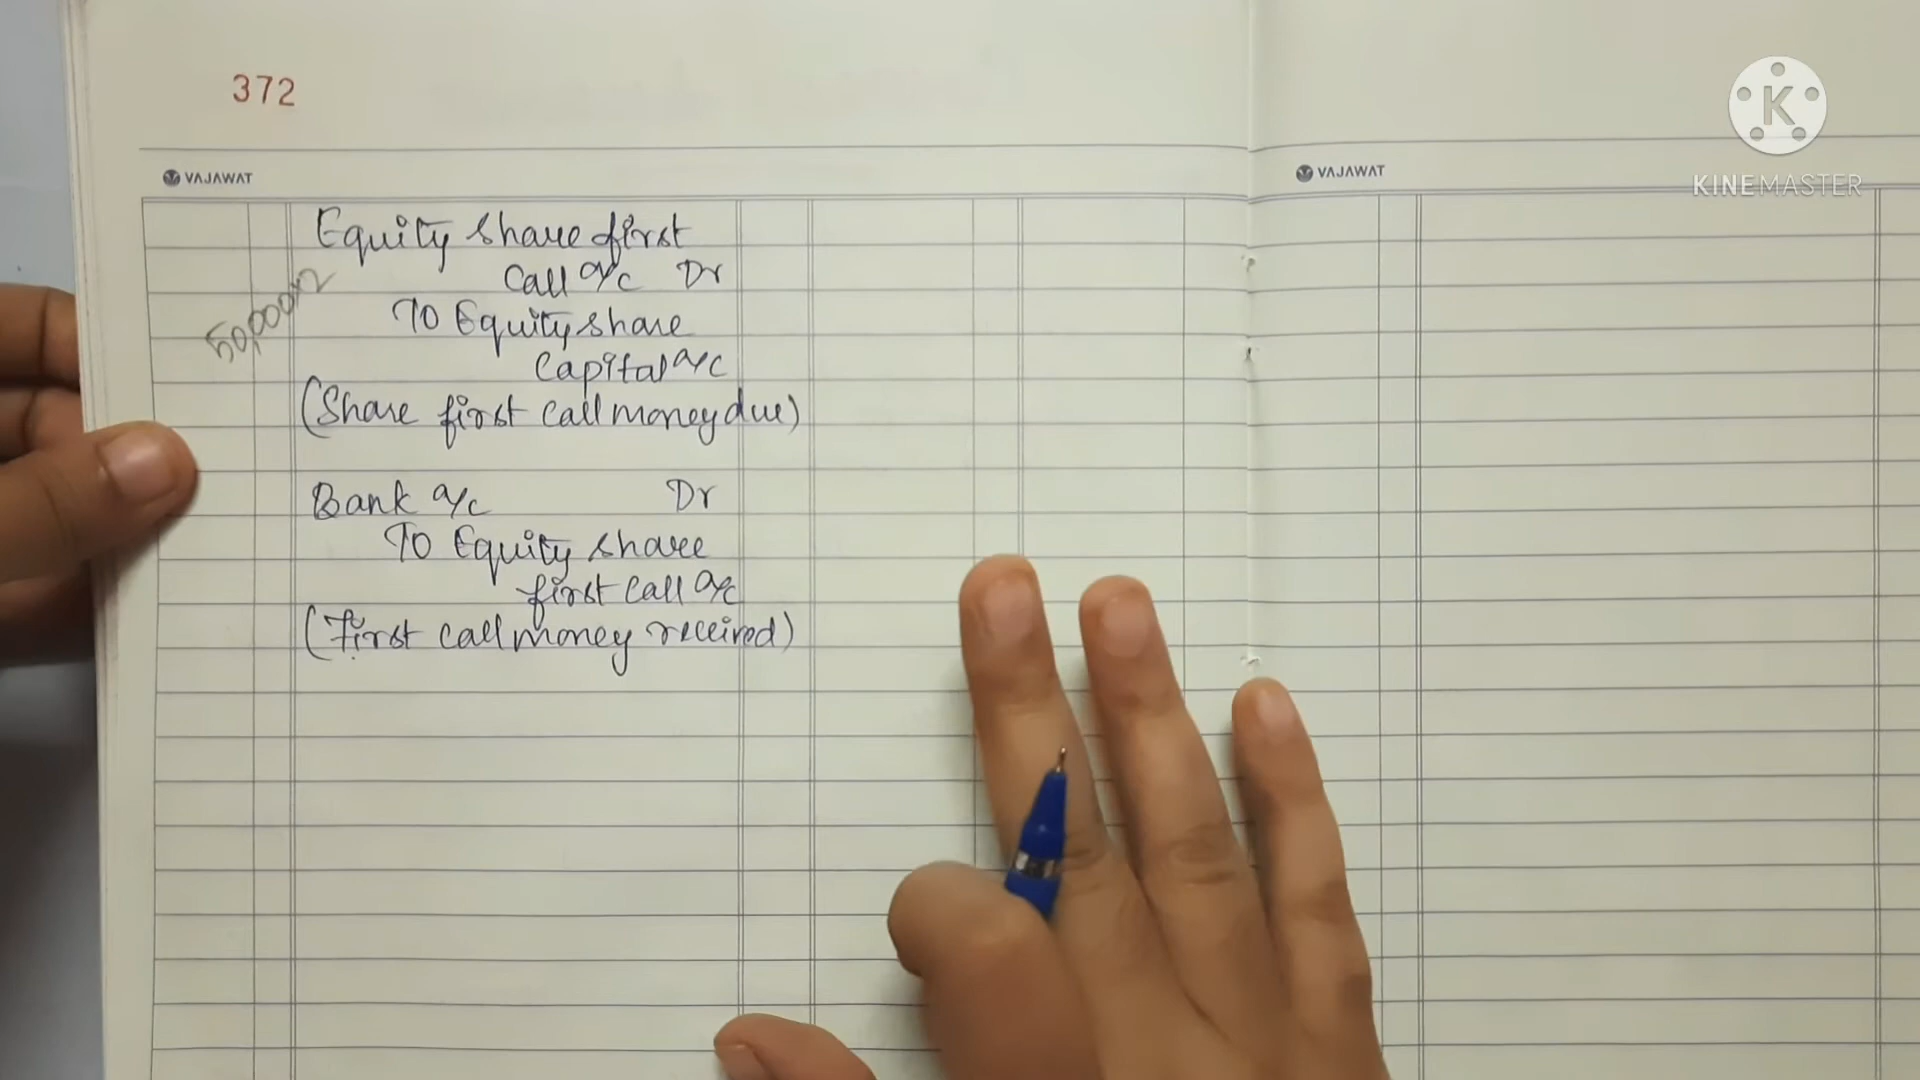 372
VAJAWAT
VAJAWAT
K
KINEMASTER
Equity share first
Call a/c Dr
50,000x2
To Equity share
Capital a/c
(Share first call money due)
Bank a/c Dr
To Equity share
first call a/c
(First call money received)